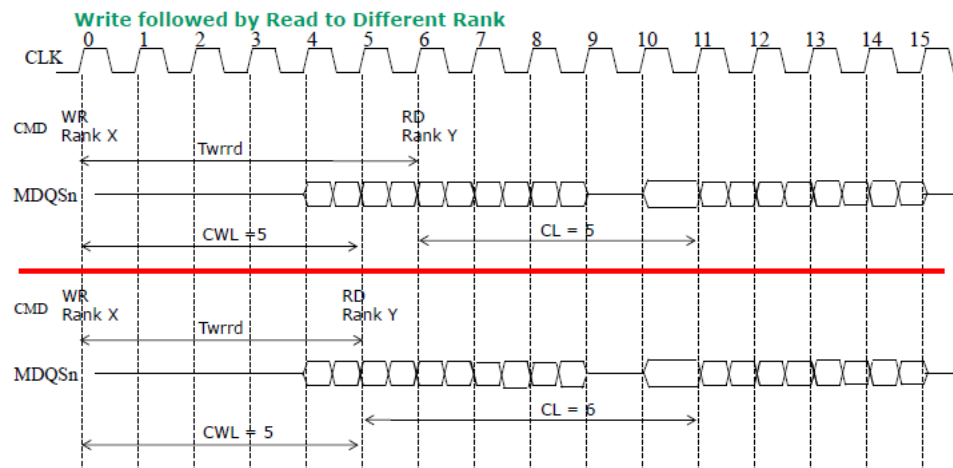 Write followed by Read to Different Rank
CLK
0 1 2 3 4 5 6 7 8 9 10 11 12 13 14 15
CMD
WR
Rank X
RD
Rank Y
Twrrd
MDQSn
CWL =5
CL = 5
CMD
WR
Rank X
RD
Rank Y
Twrrd
MDQSn
CL = 6
CWL = 5